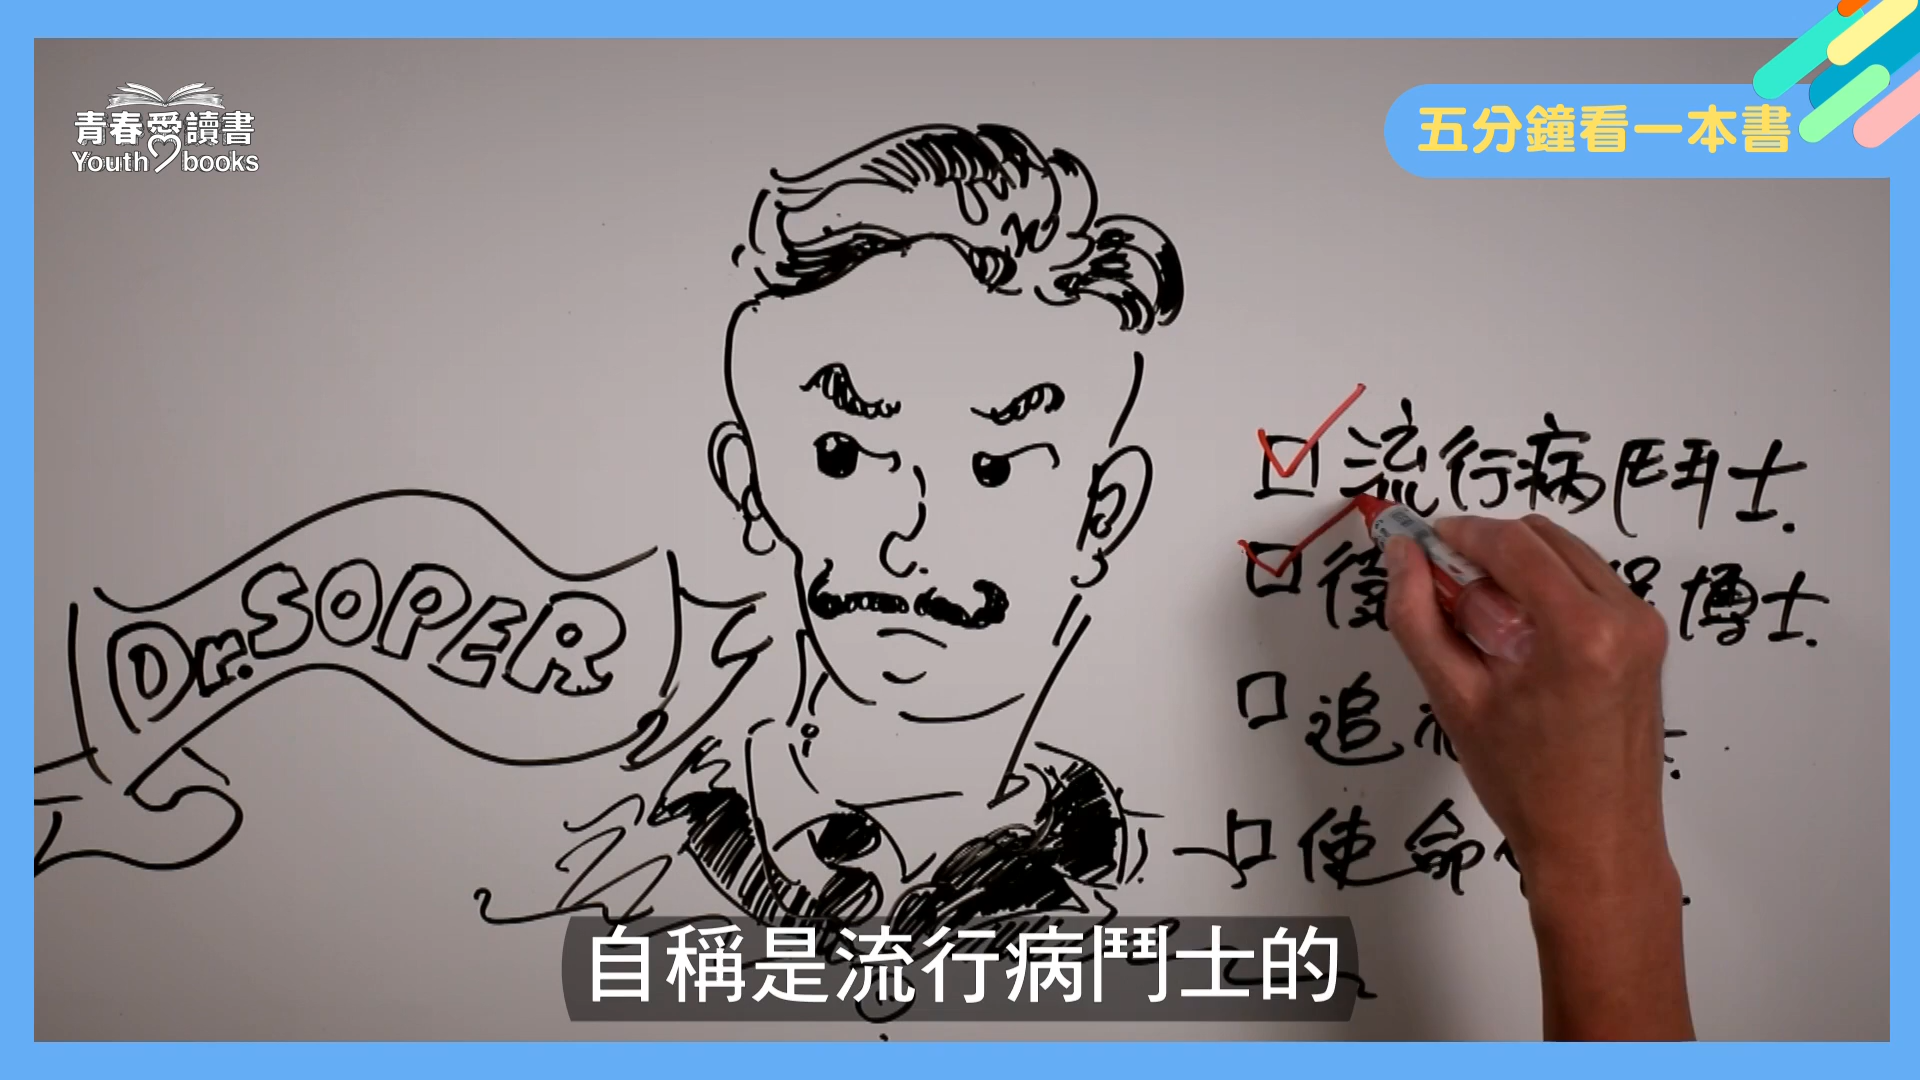 青春愛讀書
Youth books
五分鐘看一本書
Dr. SOPER
流行病鬥士.
衛 博士.
追
使命
自稱是流行病鬥士的